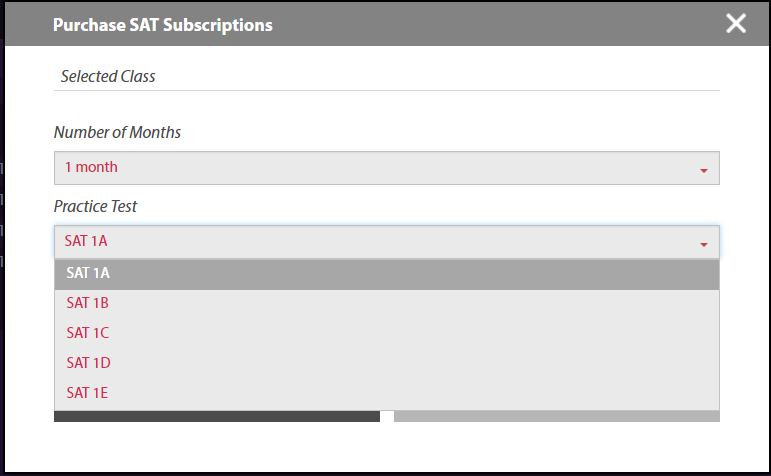 Purchase SAT Subscriptions
Selected Class
Number of Months
1 month
Practice Test
SAT 1A
SAT 1A
SAT 1B
SAT 1C
SAT 1D
SAT 1E